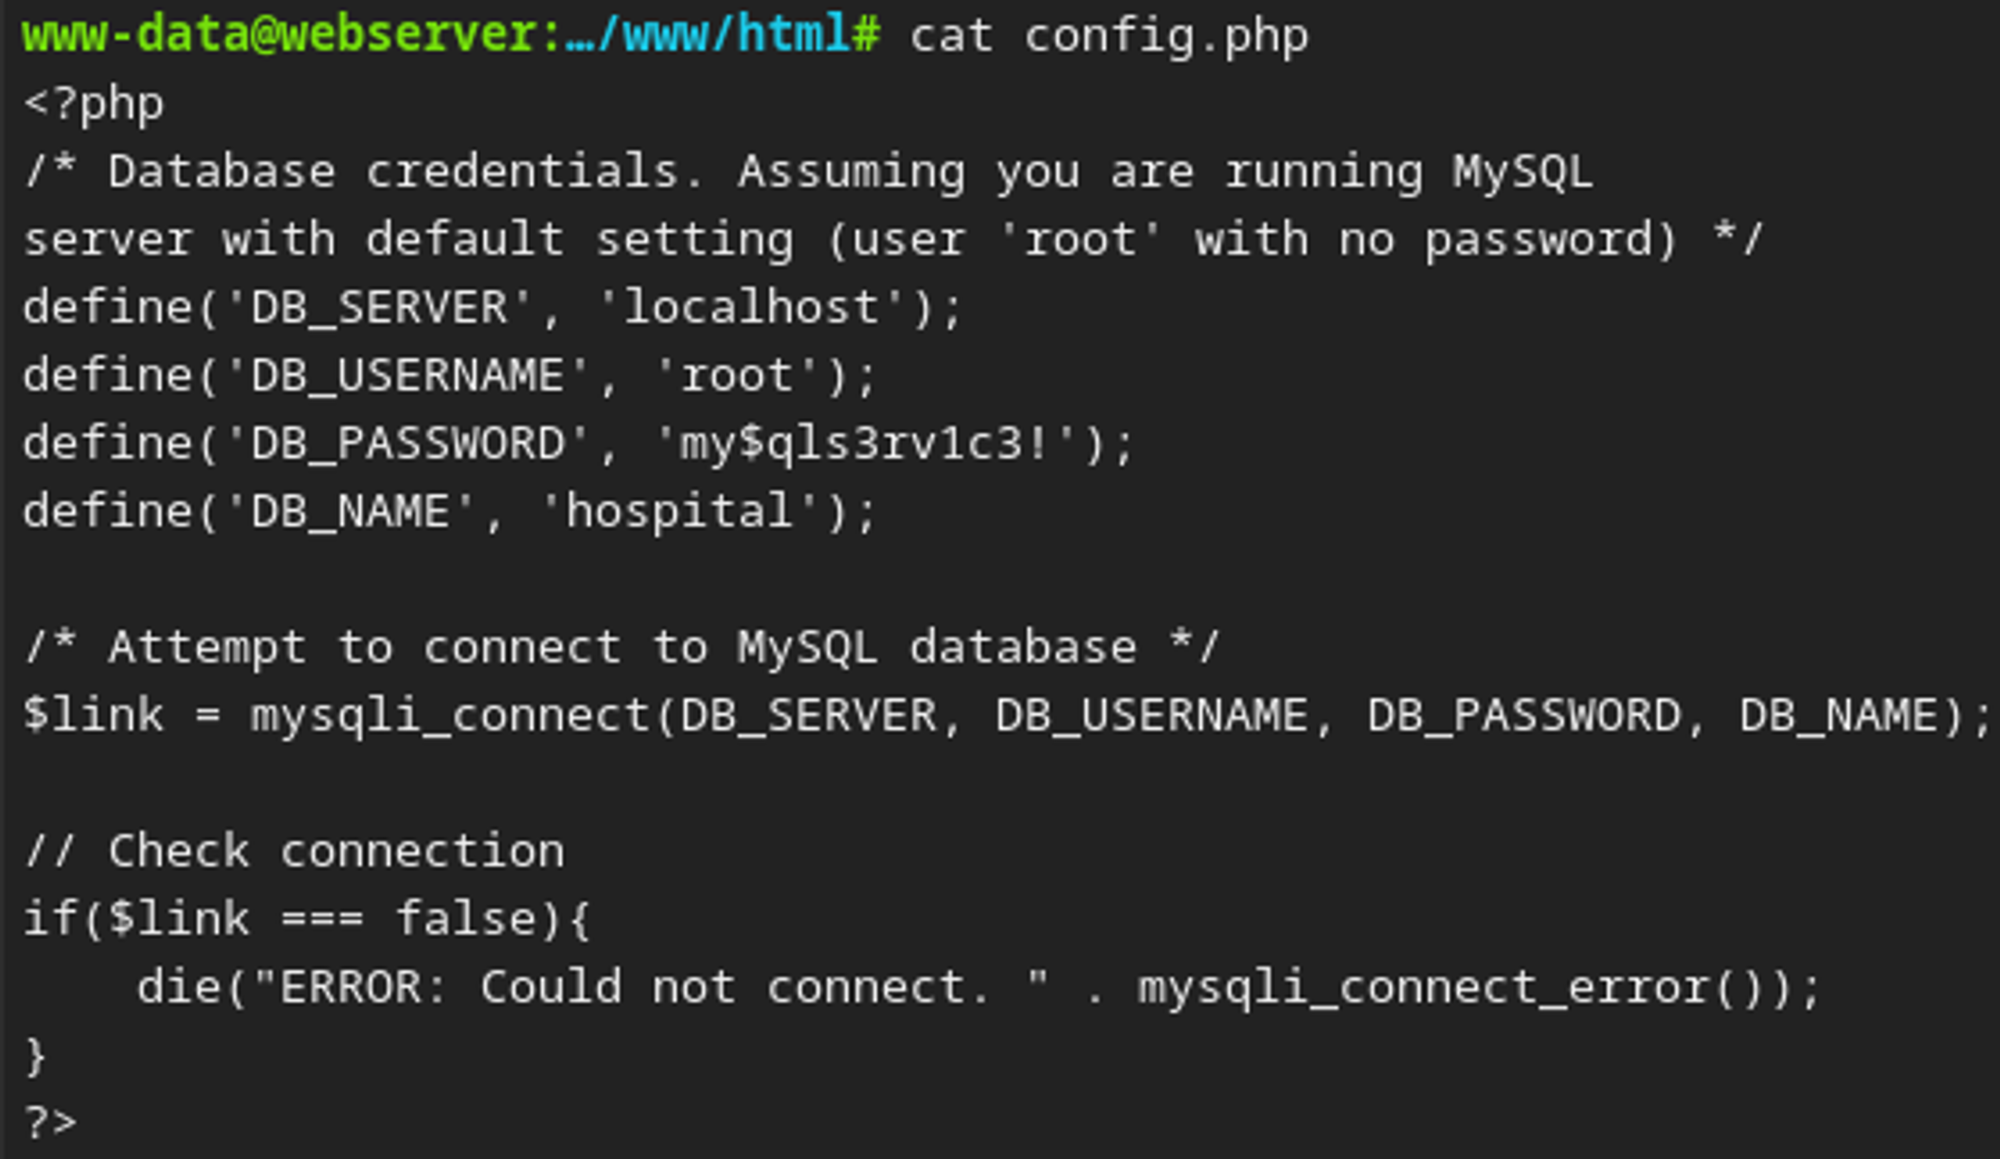 www-data@webserver:…/www/html# cat config.php
<?php
/* Database credentials. Assuming you are running MySQL
server with default setting (user 'root' with no password) */
define('DB_SERVER', 'localhost');
define('DB_USERNAME', 'root');
define('DB_PASSWORD', 'my$qls3rv1c3!');
define('DB_NAME', 'hospital');

/* Attempt to connect to MySQL database */
$link = mysqli_connect(DB_SERVER, DB_USERNAME, DB_PASSWORD, DB_NAME);

// Check connection
if($link === false){
    die("ERROR: Could not connect. " . mysqli_connect_error());
}
?>